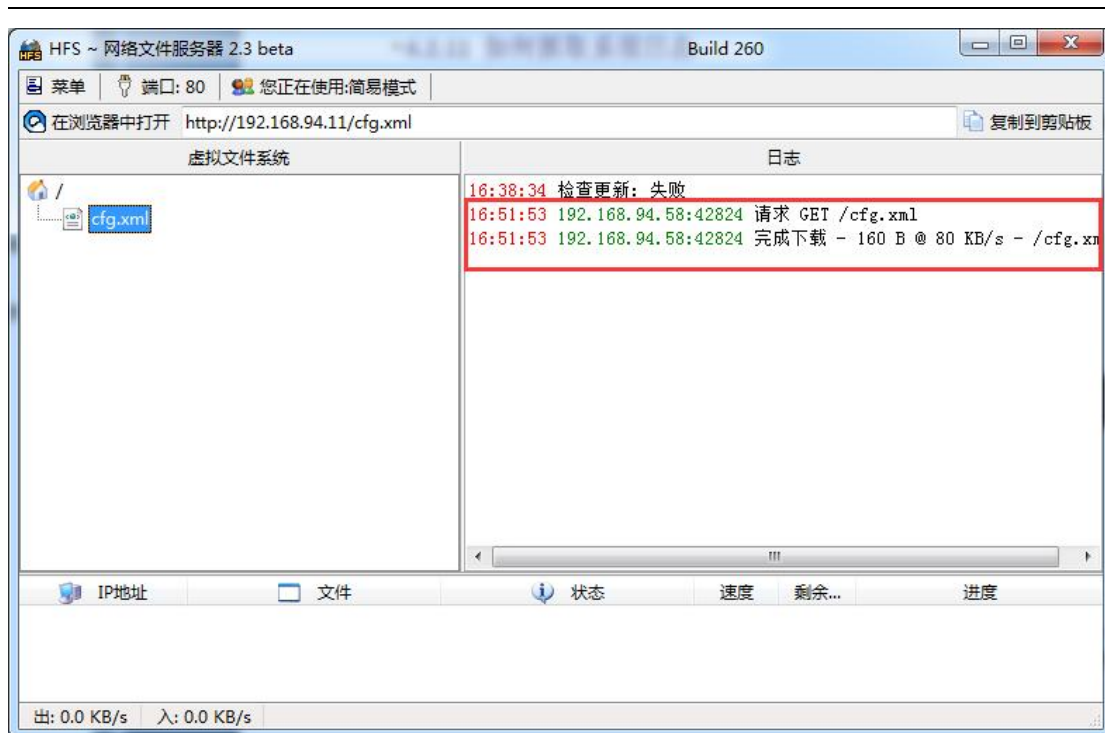 HFS ~ 网络文件服务器 2.3 beta Build 260
菜单 端口: 80 您正在使用:简易模式
在浏览器中打开 http://192.168.94.11/cfg.xml 复制到剪贴板
虚拟文件系统 日志
/
cfg.xml
16:38:34 检查更新: 失败
16:51:53 192.168.94.58:42824 请求 GET /cfg.xml
16:51:53 192.168.94.58:42824 完成下载 - 160 B @ 80 KB/s - /cfg.xm
IP地址 文件 状态 速度 剩余... 进度
出: 0.0 KB/s 入: 0.0 KB/s